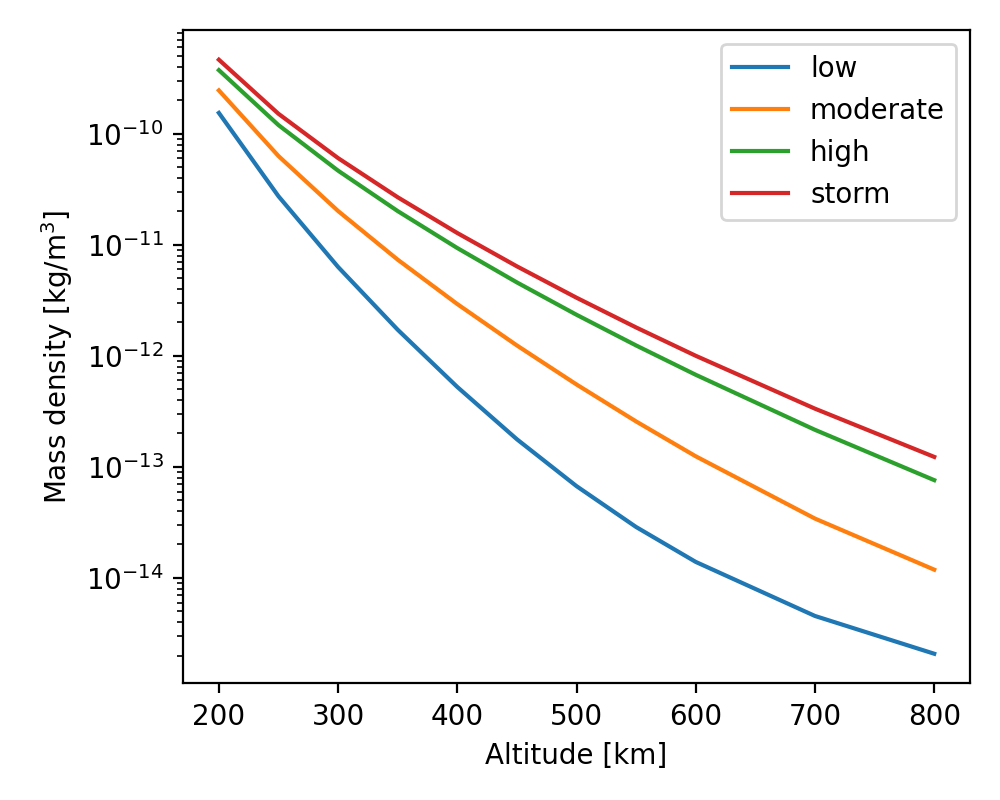 low
moderate
high
storm
10⁻¹⁰
10⁻¹¹
10⁻¹²
10⁻¹³
10⁻¹⁴
Mass density [kg/m³]
200 300 400 500 600 700 800
Altitude [km]